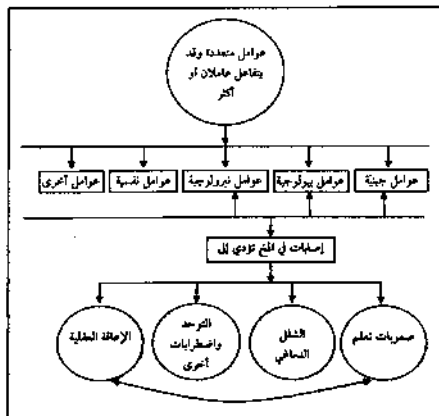 عوامل متعددة وقد
يتفاعل عاملان أو
أكثر
عوامل جينية
عوامل بيولوجية
عوامل نيرولوجية
عوامل نفسية
عوامل أخرى
إصابات في المخ تؤدي إلى
صعوبات تعلم
الشلل
الدماغي
التوحد
واضطرابات
أخرى
الإعاقة العقلية